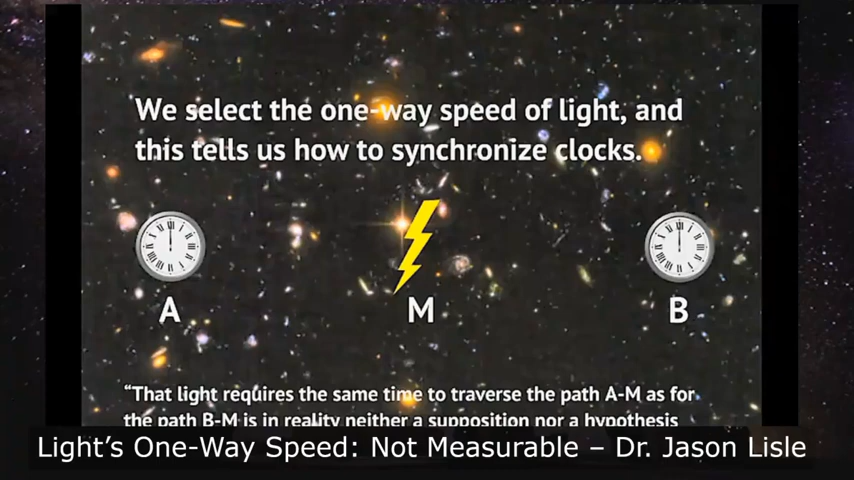 We select the one-way speed of light, and
this tells us how to synchronize clocks.
A M B
“That light requires the same time to traverse the path A-M as for
the path B-M is in reality neither a supposition nor a hypothesis
Light’s One-Way Speed: Not Measurable – Dr. Jason Lisle